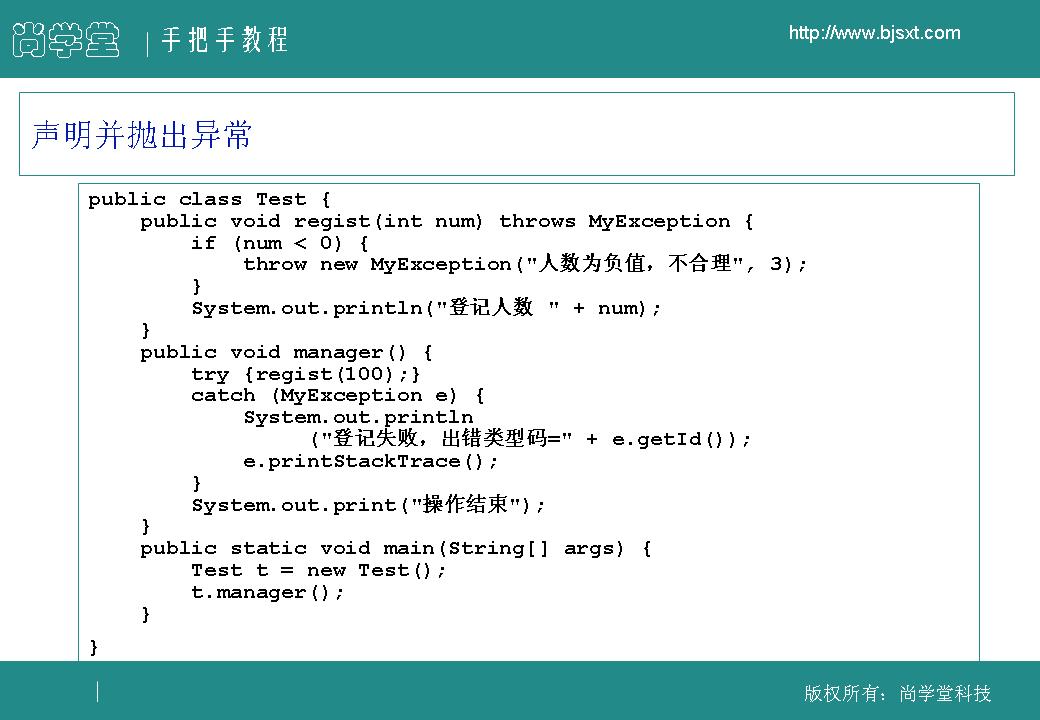 尚学堂 | 手把手教程
http://www.bjsxt.com
声明并抛出异常
public class Test {
    public void regist(int num) throws MyException {
        if (num < 0) {
            throw new MyException("人数为负值，不合理", 3);
        }
        System.out.println("登记人数 " + num);
    }
    public void manager() {
        try {regist(100);}
        catch (MyException e) {
            System.out.println
                 ("登记失败，出错类型码=" + e.getId());
            e.printStackTrace();
        }
        System.out.print("操作结束");
    }
    public static void main(String[] args) {
        Test t = new Test();
        t.manager();
    }
}
版权所有：尚学堂科技